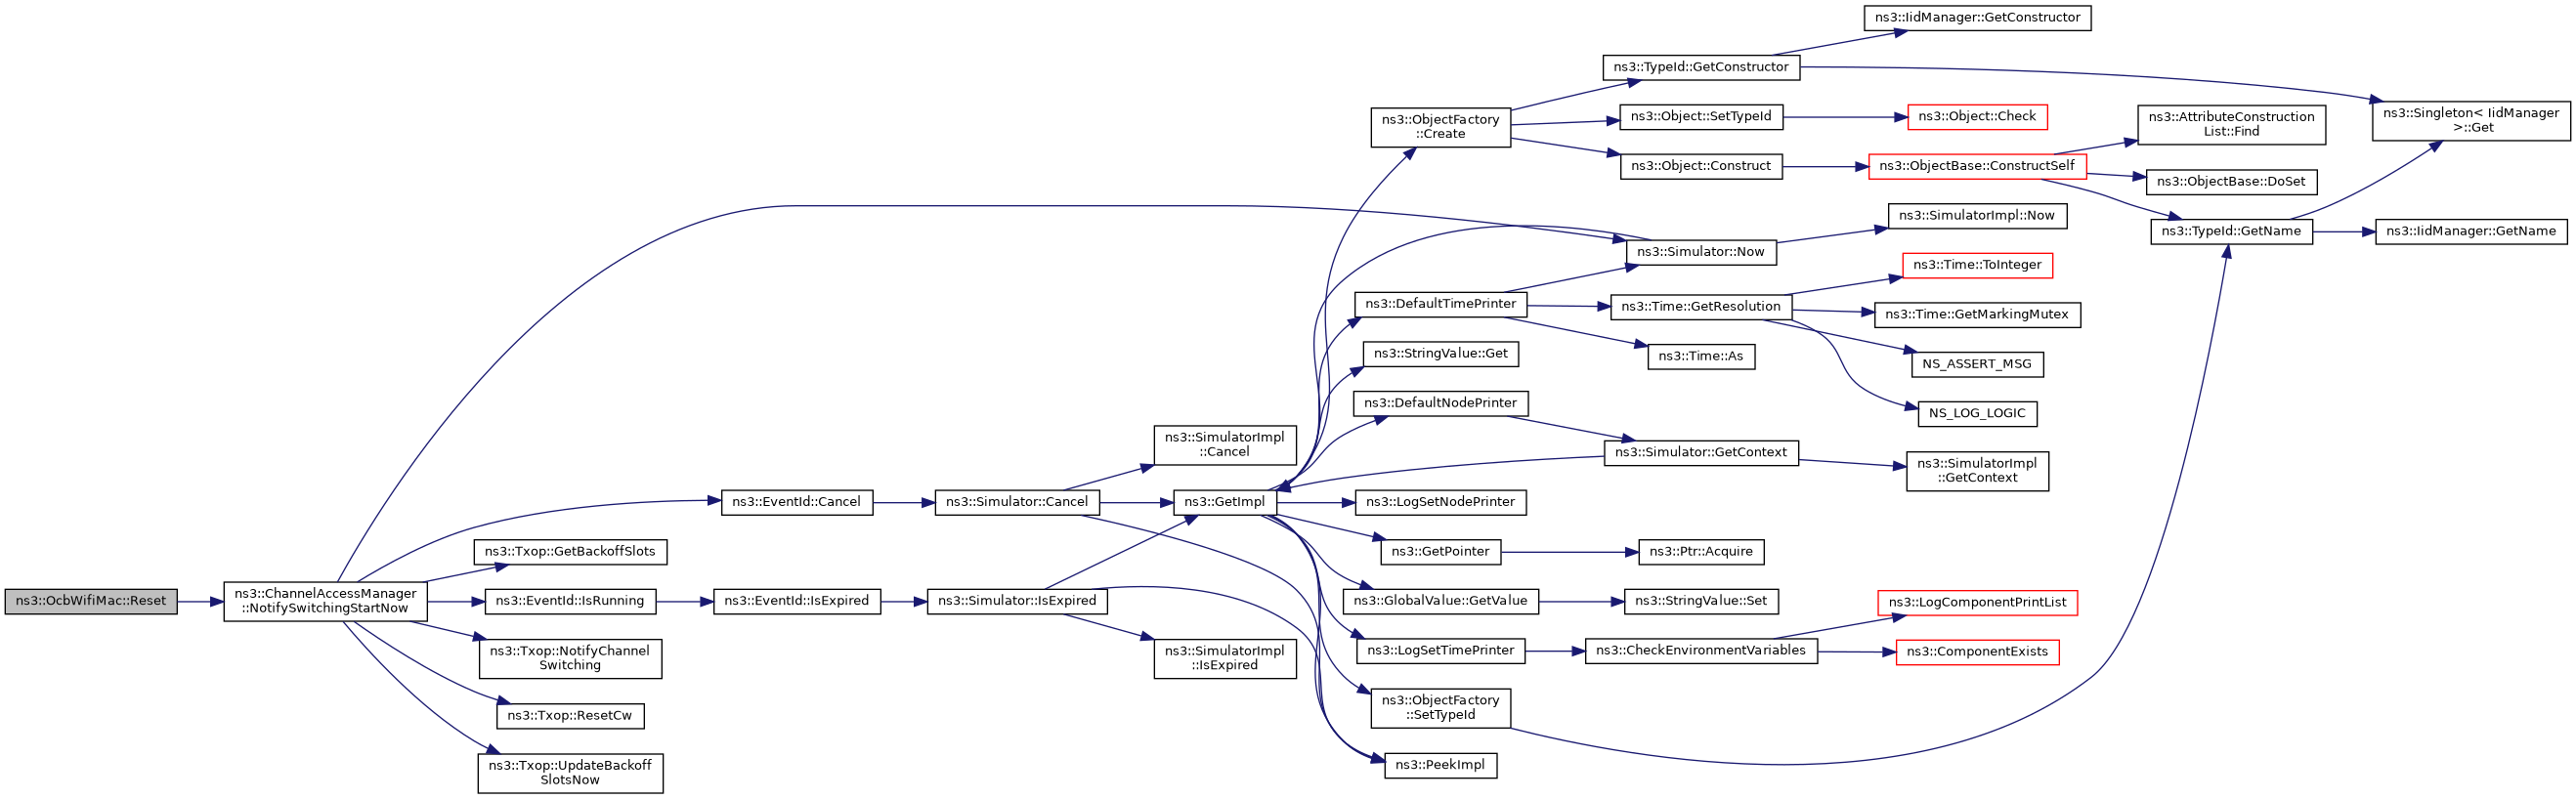 ns3::OcbWifiMac::Reset
ns3::ChannelAccessManager
::NotifySwitchingStartNow
ns3::EventId::Cancel
ns3::Txop::GetBackoffSlots
ns3::EventId::IsRunning
ns3::Txop::NotifyChannel
Switching
ns3::Txop::ResetCw
ns3::Txop::UpdateBackoff
SlotsNow
ns3::EventId::IsExpired
ns3::Simulator::Cancel
ns3::Simulator::IsExpired
ns3::SimulatorImpl
::Cancel
ns3::GetImpl
ns3::SimulatorImpl
::IsExpired
ns3::ObjectFactory
::Create
ns3::DefaultTimePrinter
ns3::StringValue::Get
ns3::DefaultNodePrinter
ns3::LogSetNodePrinter
ns3::GetPointer
ns3::GlobalValue::GetValue
ns3::LogSetTimePrinter
ns3::ObjectFactory
::SetTypeId
ns3::PeekImpl
ns3::TypeId::GetConstructor
ns3::Object::SetTypeId
ns3::Object::Construct
ns3::Simulator::Now
ns3::Time::GetResolution
ns3::Time::As
ns3::Simulator::GetContext
ns3::Ptr::Acquire
ns3::StringValue::Set
ns3::CheckEnvironmentVariables
ns3::IidManager::GetConstructor
ns3::Object::Check
ns3::ObjectBase::ConstructSelf
ns3::SimulatorImpl::Now
ns3::Time::ToInteger
ns3::Time::GetMarkingMutex
NS_ASSERT_MSG
NS_LOG_LOGIC
ns3::SimulatorImpl
::GetContext
ns3::LogComponentPrintList
ns3::ComponentExists
ns3::AttributeConstruction
List::Find
ns3::ObjectBase::DoSet
ns3::TypeId::GetName
ns3::Singleton< IidManager
>::Get
ns3::IidManager::GetName